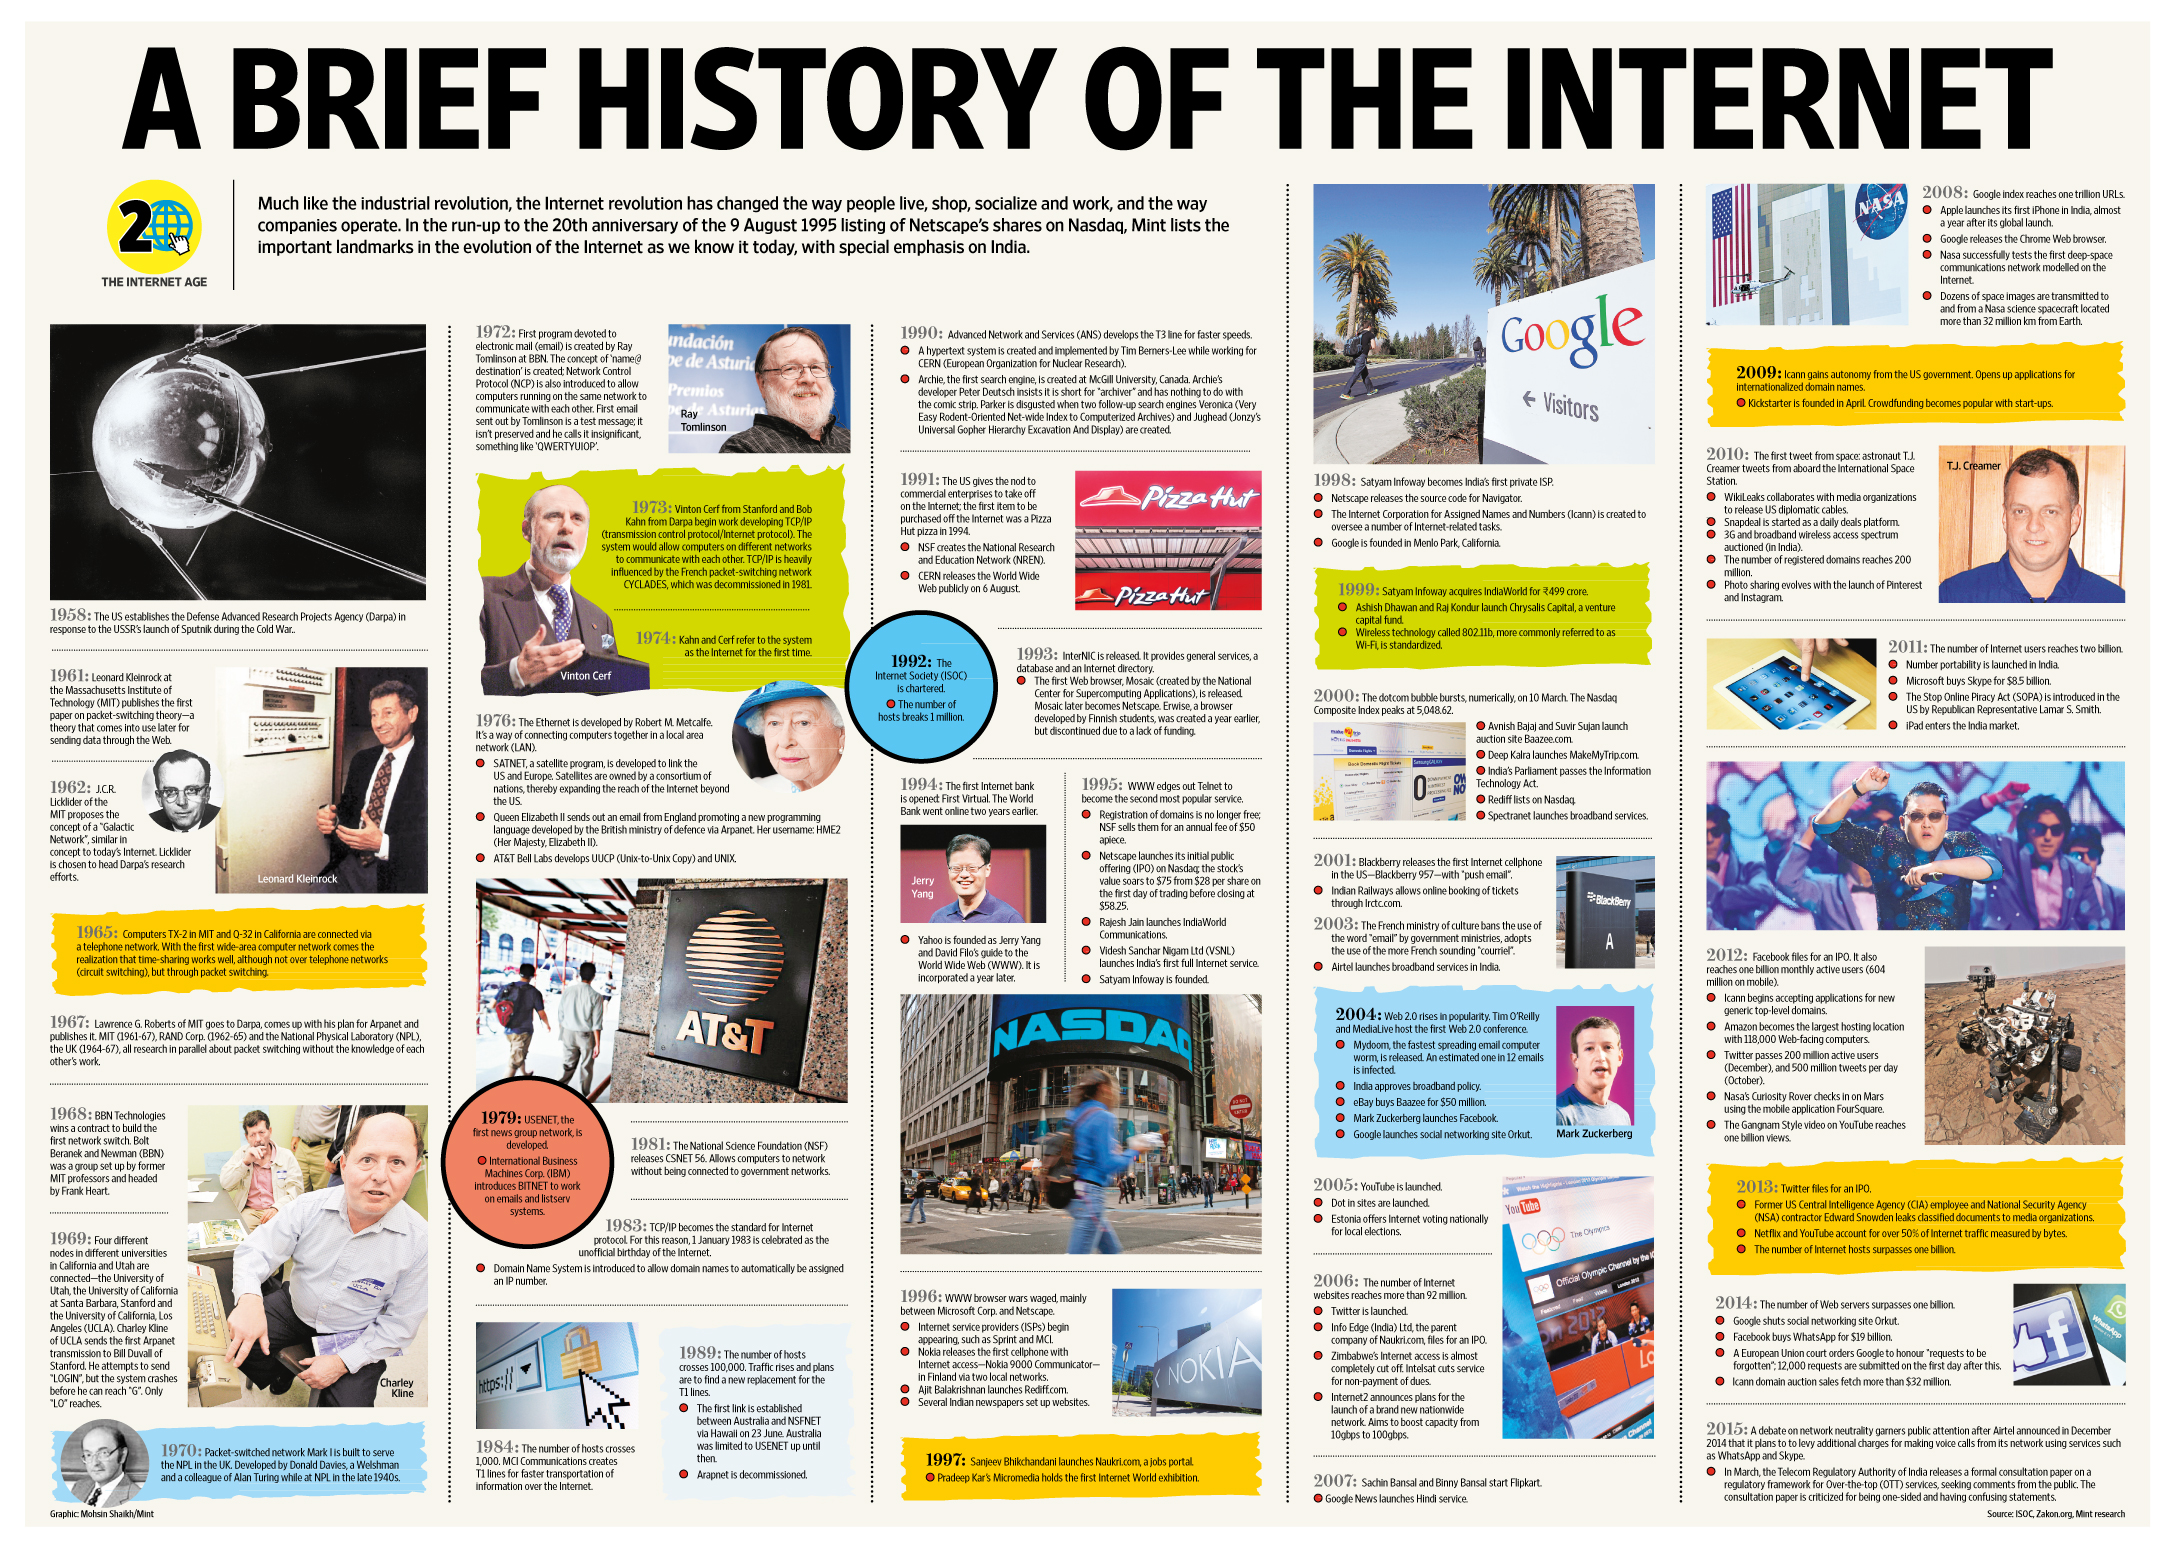 A BRIEF HISTORY OF THE INTERNET
20
THE INTERNET AGE
Much like the industrial revolution, the Internet revolution has changed the way people live, shop, socialize and work, and the way
companies operate. In the run-up to the 20th anniversary of the 9 August 1995 listing of Netscape's shares on Nasdaq, Mint lists the
important landmarks in the evolution of the Internet as we know it today, with special emphasis on India.
1958: The US establishes the Defense Advanced Research Projects Agency (Darpa) in
response to the USSR's launch of Sputnik during the Cold War..
1961: Leonard Kleinrock at
the Massachusetts Institute of
Technology (MIT) publishes the first
paper on packet-switching theory—a
theory that comes into use later for
sending data through the Web.
Leonard Kleinrock
1962: J.C.R.
Licklider of the
MIT proposes the
concept of a "Galactic
Network", similar in
concept to today's Internet. Licklider
is chosen to head Darpa's research
efforts.
1965: Computers TX-2 in MIT and Q-32 in California are connected via
a telephone network. With the first wide-area computer network comes the
realization that time-sharing works well, although not over telephone networks
(circuit switching), but through packet switching.
1967: Lawrence G. Roberts of MIT goes to Darpa, comes up with his plan for Arpanet and
publishes it. MIT (1961-67), RAND Corp. (1962-65) and the National Physical Laboratory (NPL),
the UK (1964-67), all research in parallel about packet switching without the knowledge of each
other's work.
1968: BBN Technologies
wins a contract to build the
first network switch. Bolt
Beranek and Newman (BBN)
was a group set up by former
MIT professors and headed
by Frank Heart.
1969: Four different
nodes in different universities
in California and Utah are
connected—the University of
Utah, the University of California
at Santa Barbara, Stanford and
the University of California, Los
Angeles (UCLA). Charley Kline
of UCLA sends the first Arpanet
transmission to Bill Duvall of
Stanford. He attempts to send
"LOGIN", but the system crashes
before he can reach "G". Only
"LO" reaches.
Charley
Kline
1970: Packet-switched network Mark I is built to serve
the NPL in the UK. Developed by Donald Davies, a Welshman
and a colleague of Alan Turing while at NPL in the late 1940s.
Graphic: Mohsin Shaikh/Mint
1972: First program devoted to
electronic mail (email) is created by Ray
Tomlinson at BBN. The concept of 'name@
destination' is created; Network Control
Protocol (NCP) is also introduced to allow
computers running on the same network to
communicate with each other. First email
sent out by Tomlinson is a test message; it
isn't preserved and he calls it insignificant,
something like 'QWERTYUIOP'.
undación
pe de Asturias
Premios
pe de Asturias
Ray
Tomlinson
1973: Vinton Cerf from Stanford and Bob
Kahn from Darpa begin work developing TCP/IP
(transmission control protocol/Internet protocol). The
system would allow computers on different networks
to communicate with each other. TCP/IP is heavily
influenced by the French packet-switching network
CYCLADES, which was decommissioned in 1981.
1974: Kahn and Cerf refer to the system
as the Internet for the first time.
Vinton Cerf
1976: The Ethernet is developed by Robert M. Metcalfe.
It's a way of connecting computers together in a local area
network (LAN).
SATNET, a satellite program, is developed to link the
US and Europe. Satellites are owned by a consortium of
nations, thereby expanding the reach of the Internet beyond
the US.
Queen Elizabeth II sends out an email from England promoting a new programming
language developed by the British ministry of defence via Arpanet. Her username: HME2
(Her Majesty, Elizabeth II).
AT&T Bell Labs develops UUCP (Unix-to-Unix Copy) and UNIX.
AT&T
1979: USENET, the
first news group network, is
developed.
International Business
Machines Corp. (IBM)
introduces BITNET to work
on emails and listserv
systems.
1981: The National Science Foundation (NSF)
releases CSNET 56. Allows computers to network
without being connected to government networks.
1983: TCP/IP becomes the standard for Internet
protocol. For this reason, 1 January 1983 is celebrated as the
unofficial birthday of the Internet.
Domain Name System is introduced to allow domain names to automatically be assigned
an IP number.
https://
1984: The number of hosts crosses
1,000. MCI Communications creates
T1 lines for faster transportation of
information over the Internet.
1989: The number of hosts
crosses 100,000. Traffic rises and plans
are to find a new replacement for the
T1 lines.
The first link is established
between Australia and NSFNET
via Hawaii on 23 June. Australia
was limited to USENET up until
then.
Arapnet is decommissioned.
1990: Advanced Network and Services (ANS) develops the T3 line for faster speeds.
A hypertext system is created and implemented by Tim Berners-Lee while working for
CERN (European Organization for Nuclear Research).
Archie, the first search engine, is created at McGill University, Canada. Archie's
developer Peter Deutsch insists it is short for "archiver" and has nothing to do with
the comic strip. Parker is disgusted when two follow-up search engines Veronica (Very
Easy Rodent-Oriented Net-wide Index to Computerized Archives) and Jughead (Jonzy's
Universal Gopher Hierarchy Excavation And Display) are created.
1991: The US gives the nod to
commercial enterprises to take off
on the Internet; the first item to be
purchased off the Internet was a Pizza
Hut pizza in 1994.
NSF creates the National Research
and Education Network (NREN).
CERN releases the World Wide
Web publicly on 6 August.
Pizza Hut
Pizza Hut
1992: The
Internet Society (ISOC)
is chartered.
The number of
hosts breaks 1 million.
1993: InterNIC is released. It provides general services, a
database and an Internet directory.
The first Web browser, Mosaic (created by the National
Center for Supercomputing Applications), is released.
Mosaic later becomes Netscape. Erwise, a browser
developed by Finnish students, was created a year earlier,
but discontinued due to a lack of funding.
1994: The first Internet bank
is opened: First Virtual. The World
Bank went online two years earlier.
Jerry
Yang
Yahoo is founded as Jerry Yang
and David Filo's guide to the
World Wide Web (WWW). It is
incorporated a year later.
1995: WWW edges out Telnet to
become the second most popular service.
Registration of domains is no longer free;
NSF sells them for an annual fee of $50
apiece.
Netscape launches its initial public
offering (IPO) on Nasdaq; the stock's
value soars to $75 from $28 per share on
the first day of trading before closing at
$58.25.
Rajesh Jain launches IndiaWorld
Communications.
Videsh Sanchar Nigam Ltd (VSNL)
launches India's first full Internet service.
Satyam Infoway is founded.
NASDAQ
1996: WWW browser wars waged, mainly
between Microsoft Corp. and Netscape.
Internet service providers (ISPs) begin
appearing, such as Sprint and MCI.
Nokia releases the first cellphone with
Internet access—Nokia 9000 Communicator—
in Finland via two local networks.
Ajit Balakrishnan launches Rediff.com.
Several Indian newspapers set up websites.
NOKIA
1997: Sanjeev Bhikchandani launches Naukri.com, a jobs portal.
Pradeep Kar's Micromedia holds the first Internet World exhibition.
Google
Visitors
1998: Satyam Infoway becomes India's first private ISP.
Netscape releases the source code for Navigator.
The Internet Corporation for Assigned Names and Numbers (Icann) is created to
oversee a number of Internet-related tasks.
Google is founded in Menlo Park, California.
1999: Satyam Infoway acquires IndiaWorld for ₹499 crore.
Ashish Dhawan and Raj Kondur launch Chrysalis Capital, a venture
capital fund.
Wireless technology called 802.11b, more commonly referred to as
Wi-Fi, is standardized.
2000: The dotcom bubble bursts, numerically, on 10 March. The Nasdaq
Composite Index peaks at 5,048.62.
Avnish Bajaj and Suvir Sujan launch
auction site Baazee.com.
Deep Kalra launches MakeMyTrip.com.
India's Parliament passes the Information
Technology Act.
Rediff lists on Nasdaq.
Spectranet launches broadband services.
2001: Blackberry releases the first Internet cellphone
in the US—Blackberry 957—with "push email".
Indian Railways allows online booking of tickets
through Irctc.com.
2003: The French ministry of culture bans the use of
the word "email" by government ministries, adopts
the use of the more French sounding "courriel".
Airtel launches broadband services in India.
BlackBerry
A
2004: Web 2.0 rises in popularity. Tim O'Reilly
and MediaLive host the first Web 2.0 conference.
Mydoom, the fastest spreading email computer
worm, is released. An estimated one in 12 emails
is infected.
India approves broadband policy.
eBay buys Baazee for $50 million.
Mark Zuckerberg launches Facebook.
Google launches social networking site Orkut.
Mark Zuckerberg
2005: YouTube is launched.
Dot in sites are launched.
Estonia offers Internet voting nationally
for local elections.
You Tube
The Olympics
Official Olympic Channel by the
2006: The number of Internet
websites reaches more than 92 million.
Twitter is launched.
Info Edge (India) Ltd, the parent
company of Naukri.com, files for an IPO.
Zimbabwe's Internet access is almost
completely cut off. Intelsat cuts service
for non-payment of dues.
Internet2 announces plans for the
launch of a brand new nationwide
network. Aims to boost capacity from
10gbps to 100gbps.
2007: Sachin Bansal and Binny Bansal start Flipkart.
Google News launches Hindi service.
NASA
2008: Google index reaches one trillion URLs.
Apple launches its first iPhone in India, almost
a year after its global launch.
Google releases the Chrome Web browser.
Nasa successfully tests the first deep-space
communications network modelled on the
Internet.
Dozens of space images are transmitted to
and from a Nasa science spacecraft located
more than 32 million km from Earth.
2009: Icann gains autonomy from the US government. Opens up applications for
internationalized domain names.
Kickstarter is founded in April. Crowdfunding becomes popular with start-ups.
2010: The first tweet from space: astronaut T.J.
Creamer tweets from aboard the International Space
Station.
WikiLeaks collaborates with media organizations
to release US diplomatic cables.
Snapdeal is started as a daily deals platform.
3G and broadband wireless access spectrum
auctioned (in India).
The number of registered domains reaches 200
million.
Photo sharing evolves with the launch of Pinterest
and Instagram.
T.J. Creamer
2011: The number of Internet users reaches two billion.
Number portability is launched in India.
Microsoft buys Skype for $8.5 billion.
The Stop Online Piracy Act (SOPA) is introduced in the
US by Republican Representative Lamar S. Smith.
iPad enters the India market.
2012: Facebook files for an IPO. It also
reaches one billion monthly active users (604
million on mobile).
Icann begins accepting applications for new
generic top-level domains.
Amazon becomes the largest hosting location
with 118,000 Web-facing computers.
Twitter passes 200 million active users
(December), and 500 million tweets per day
(October).
Nasa's Curiosity Rover checks in on Mars
using the mobile application FourSquare.
The Gangnam Style video on YouTube reaches
one billion views.
2013: Twitter files for an IPO.
Former US Central Intelligence Agency (CIA) employee and National Security Agency
(NSA) contractor Edward Snowden leaks classified documents to media organizations.
Netflix and YouTube account for over 50% of Internet traffic measured by bytes.
The number of Internet hosts surpasses one billion.
2014: The number of Web servers surpasses one billion.
Google shuts social networking site Orkut.
Facebook buys WhatsApp for $19 billion.
A European Union court orders Google to honour "requests to be
forgotten"; 12,000 requests are submitted on the first day after this.
Icann domain auction sales fetch more than $32 million.
WhatsApp
2015: A debate on network neutrality garners public attention after Airtel announced in December
2014 that it plans to to levy additional charges for making voice calls from its network using services such
as WhatsApp and Skype.
In March, the Telecom Regulatory Authority of India releases a formal consultation paper on a
regulatory framework for Over-the-top (OTT) services, seeking comments from the public. The
consultation paper is criticized for being one-sided and having confusing statements.
Source: ISOC, Zakon.org, Mint research